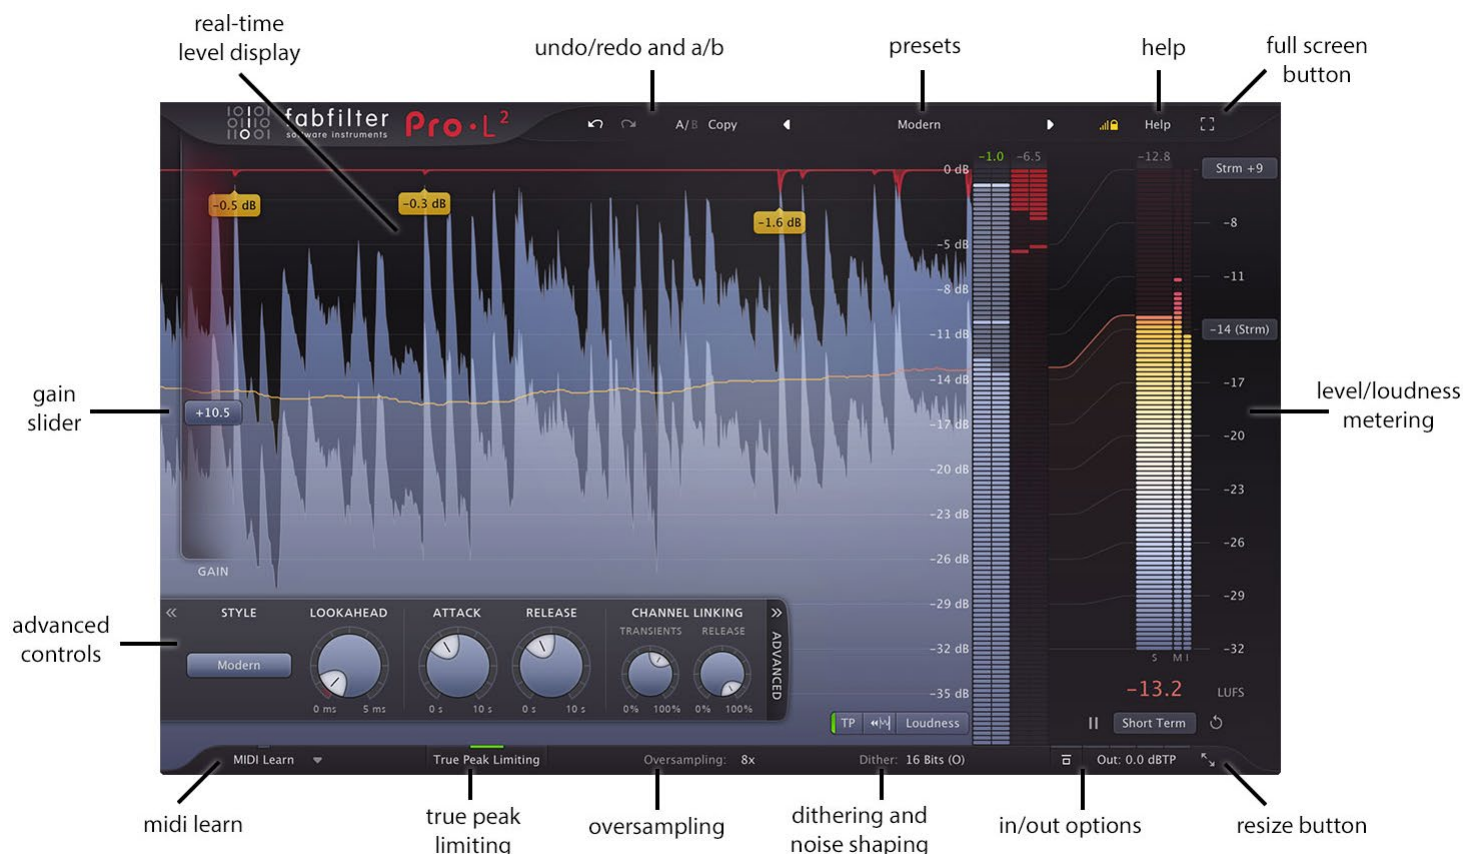 real-time
level display
undo/redo and a/b
presets
help
full screen
button
fabfilter
software instruments
Pro·L 2
A/B Copy
Modern
Help
-1.0 -6.5
-12.8
0 dB
Strm +9
-0.5 dB
-0.3 dB
-1.6 dB
-5 dB
-8 dB
-11 dB
-14 dB
-17 dB
-20 dB
-23 dB
-26 dB
-29 dB
-32 dB
-35 dB
-8
-11
-14 (Strm)
-17
-20
-23
-26
-29
-32
gain
slider
+10.5
GAIN
level/loudness
metering
advanced
controls
STYLE LOOKAHEAD ATTACK RELEASE CHANNEL LINKING
TRANSIENTS RELEASE
Modern
0 ms 5 ms 0 s 10 s 0 s 10 s 0% 100% 0% 100%
ADVANCED
S M I
-13.2 LUFS
TP Loudness
Short Term
MIDI Learn True Peak Limiting Oversampling: 8x Dither: 16 Bits (O) Out: 0.0 dBTP
midi learn
true peak
limiting
oversampling
dithering and
noise shaping
in/out options
resize button